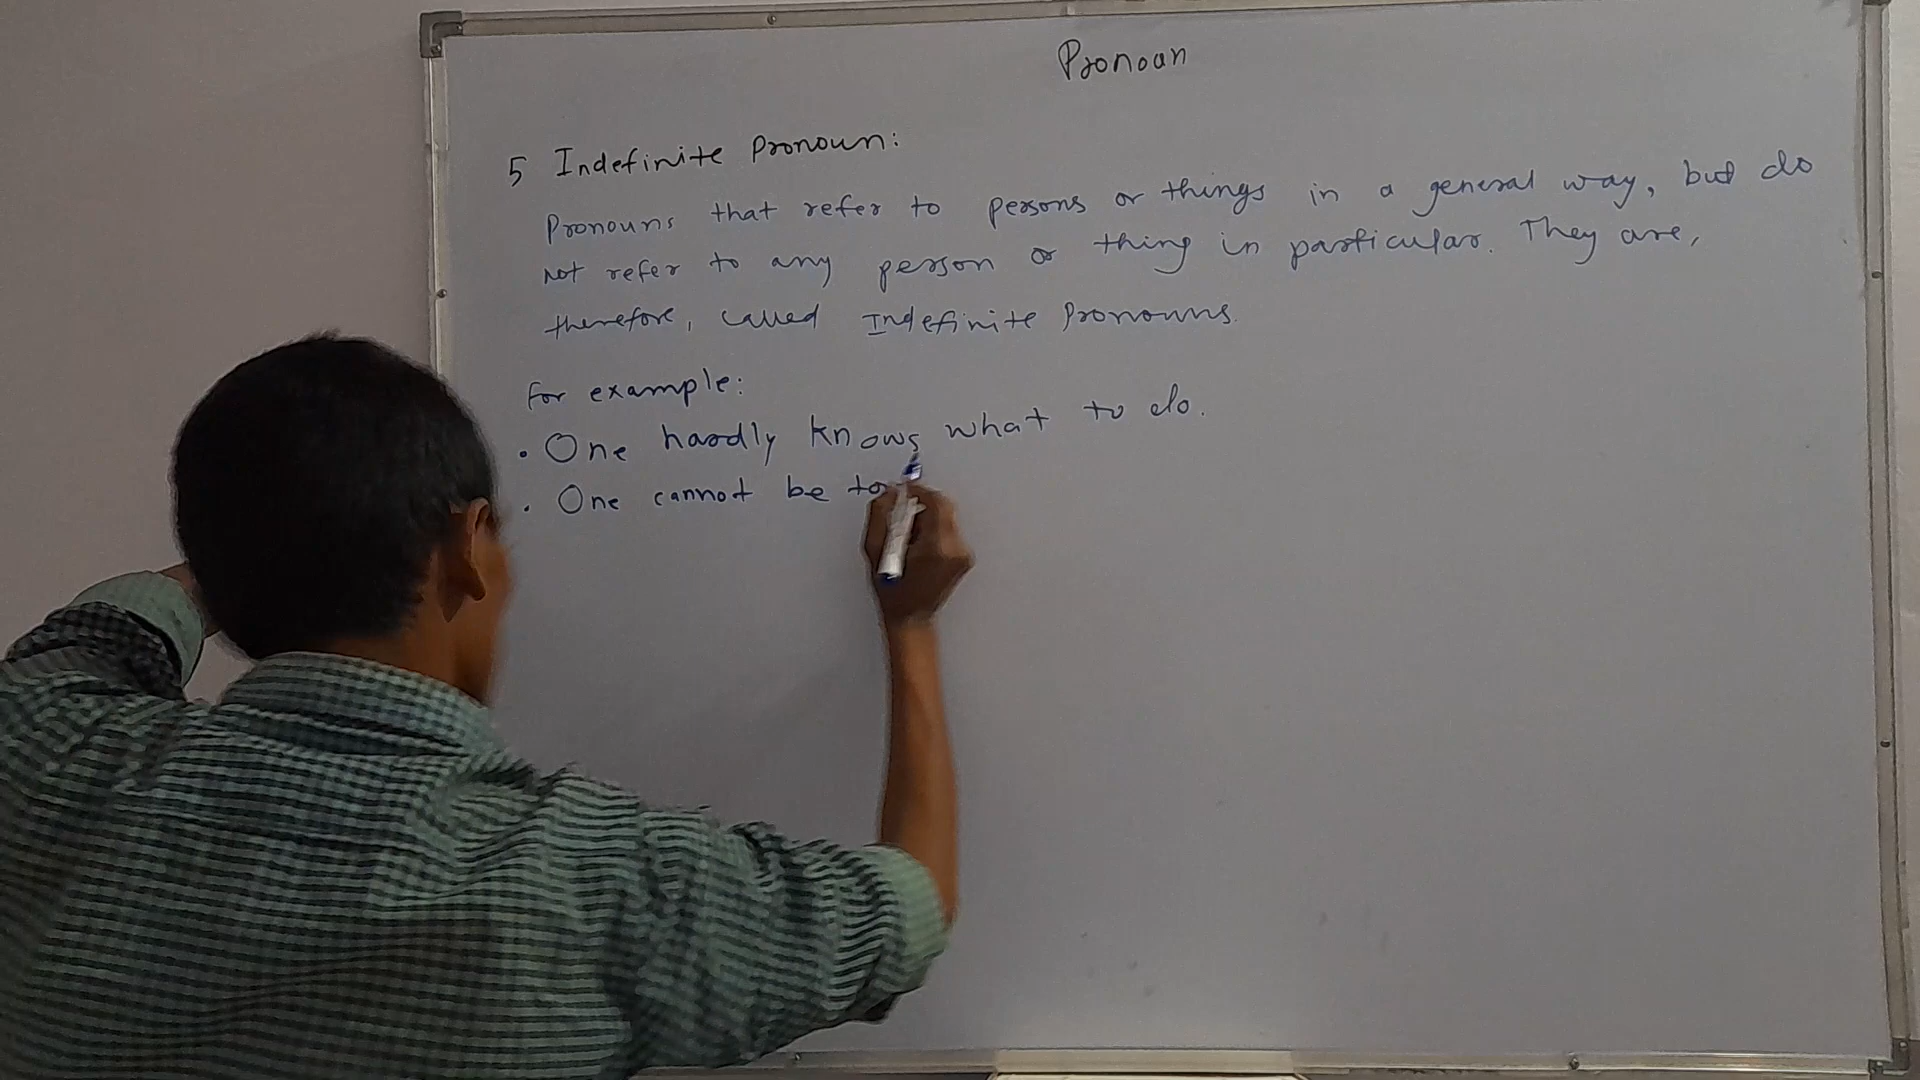 Pronoun
5 Indefinite Pronoun:
Pronouns that refer to persons or things in a general way, but do
not refer to any person or thing in particular. They are,
therefore, called Indefinite Pronouns.
For example:
• One hardly knows what to do.
• One cannot be